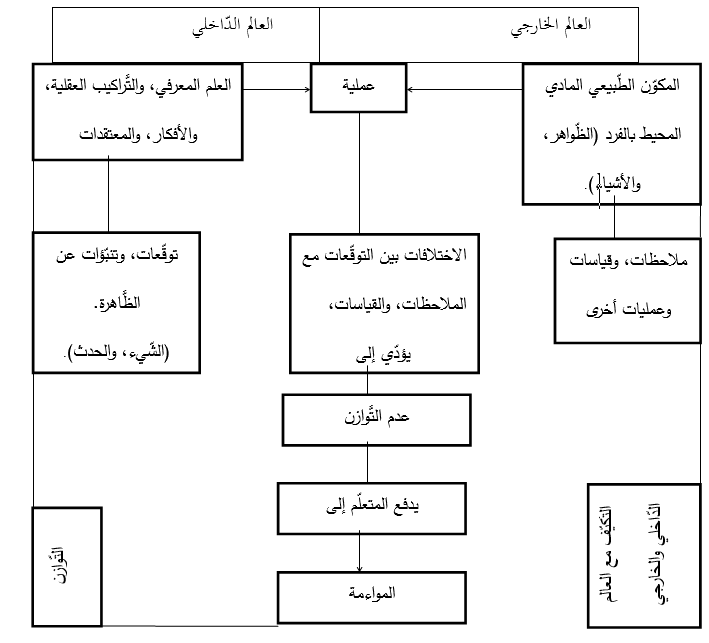 العالم الخارجي
العالم الدّاخلي
المكوّن الطّبيعي المادي
المحيط بالفرد (الظّواهر،
والأشياء).
عملية
العلم المعرفي، والتَّراكيب العقلية،
والأفكار، والمعتقدات
ملاحظات، وقياسات
وعمليات أخرى
الاختلافات بين التوقّعات مع
الملاحظات، والقياسات،
يؤدّي إلى
توقّعات، وتنبّؤات عن
الظَّاهرة.
(الشّيء، والحدث).
عدم التَّوازن
يدفع المتعلّم إلى
المواءمة
التّكيّف مع العالم
الدّاخلي والخارجي
التّوازن